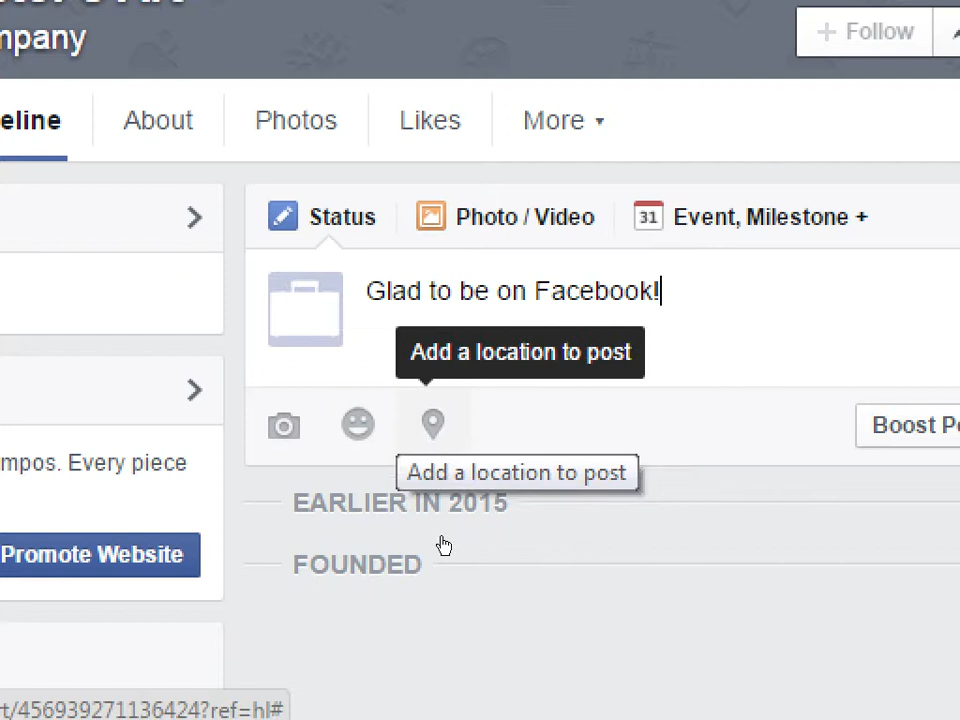 mpany
+ Follow
eline
About
Photos
Likes
More
Status
Photo / Video
31
Event, Milestone +
Glad to be on Facebook!
Add a location to post
Boost P
Add a location to post
mpos. Every piece
EARLIER IN 2015
Promote Website
FOUNDED
rt/456939271136424?ref=hl#